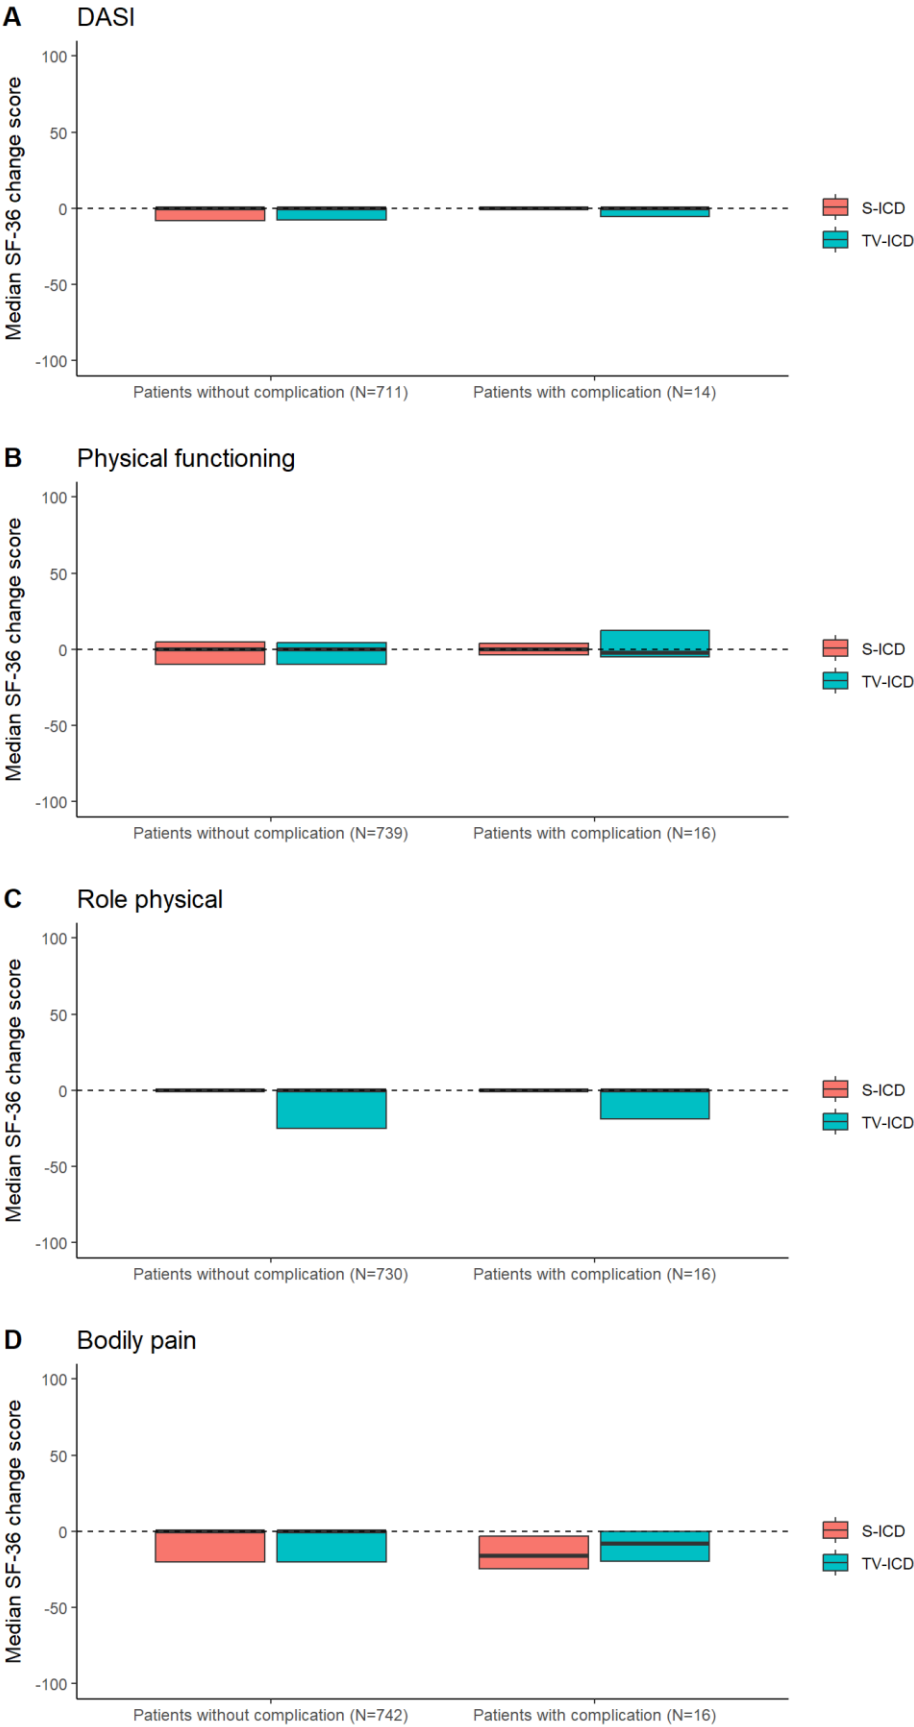 A DASI
Median SF-36 change score
100
50
0
-50
-100
Patients without complication (N=711) Patients with complication (N=14)
S-ICD
TV-ICD
B Physical functioning
Median SF-36 change score
100
50
0
-50
-100
Patients without complication (N=739) Patients with complication (N=16)
S-ICD
TV-ICD
C Role physical
Median SF-36 change score
100
50
0
-50
-100
Patients without complication (N=730) Patients with complication (N=16)
S-ICD
TV-ICD
D Bodily pain
Median SF-36 change score
100
50
0
-50
-100
Patients without complication (N=742) Patients with complication (N=16)
S-ICD
TV-ICD